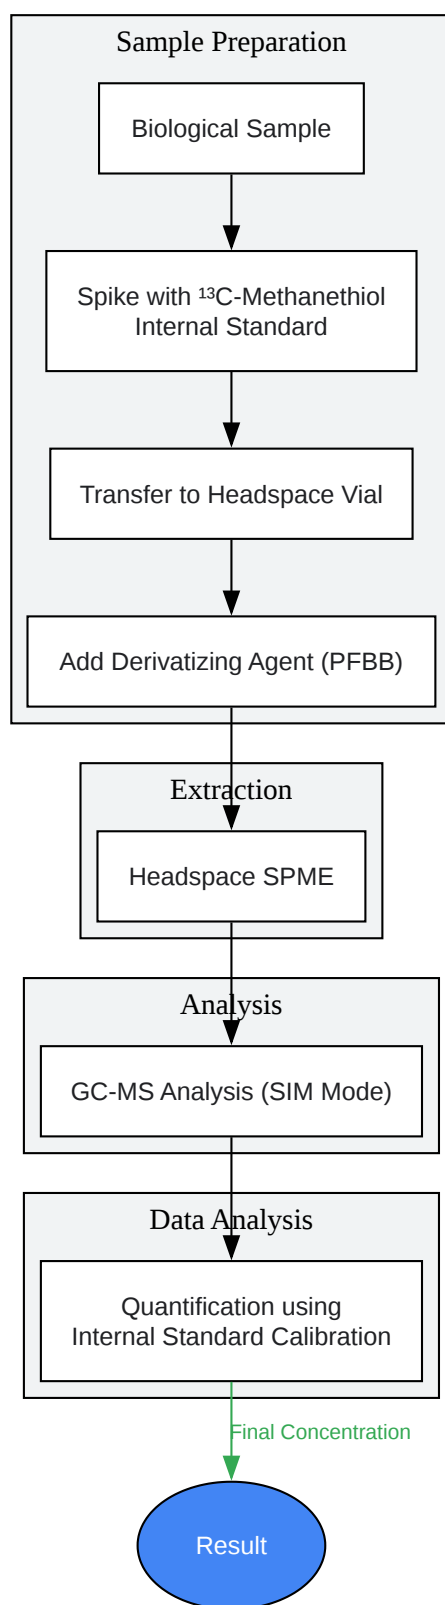 Sample Preparation
Biological Sample
Spike with ¹³C-Methanethiol
Internal Standard
Transfer to Headspace Vial
Add Derivatizing Agent (PFBB)
Extraction
Headspace SPME
Analysis
GC-MS Analysis (SIM Mode)
Data Analysis
Quantification using
Internal Standard Calibration
Final Concentration
Result